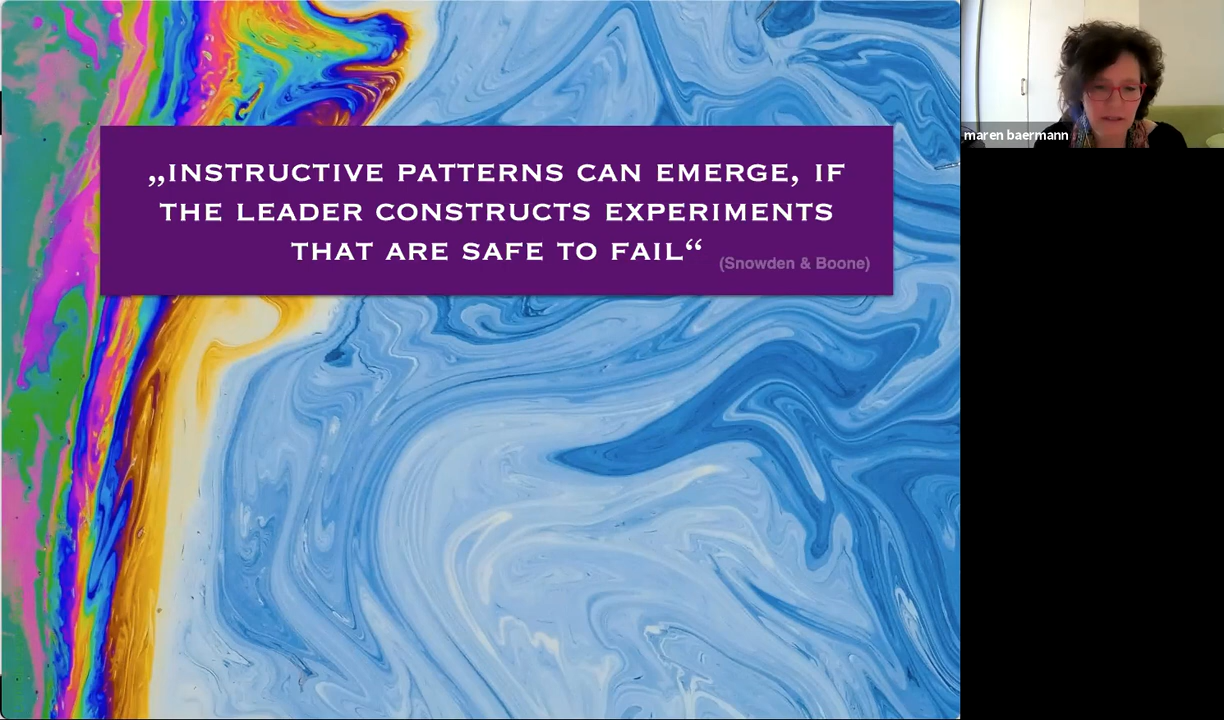 „INSTRUCTIVE PATTERNS CAN EMERGE, IF
THE LEADER CONSTRUCTS EXPERIMENTS
THAT ARE SAFE TO FAIL“
(Snowden & Boone)
maren baermann